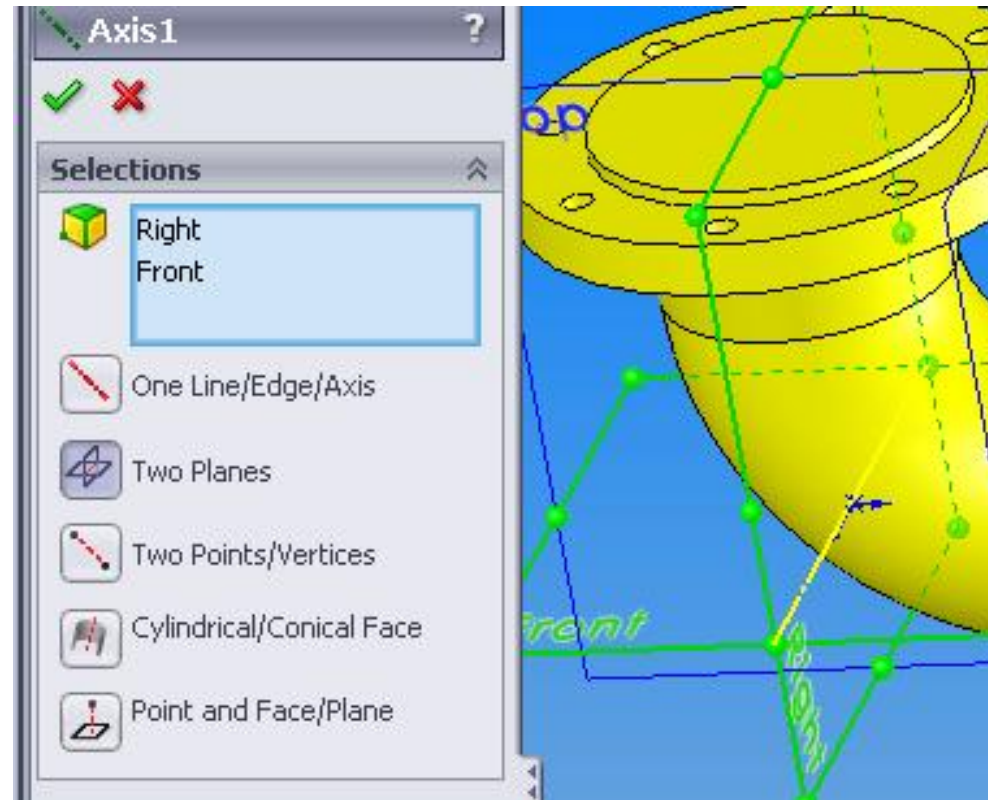 Axis1 ?
Selections
Right
Front
One Line/Edge/Axis
Two Planes
Two Points/Vertices
Cylindrical/Conical Face
Point and Face/Plane
op
Front
Right